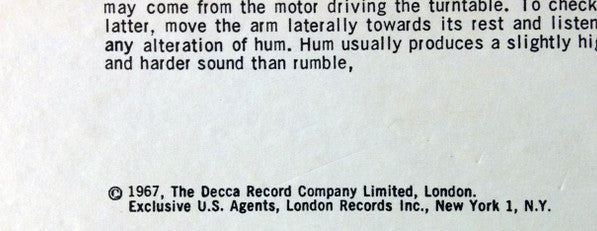 may come from the motor driving the turntable. To check
latter, move the arm laterally towards its rest and listen
any alteration of hum. Hum usually produces a slightly
and harder sound than rumble,
© 1967, The Decca Record Company Limited, London.
Exclusive U.S. Agents, London Records Inc., New York 1, N.Y.